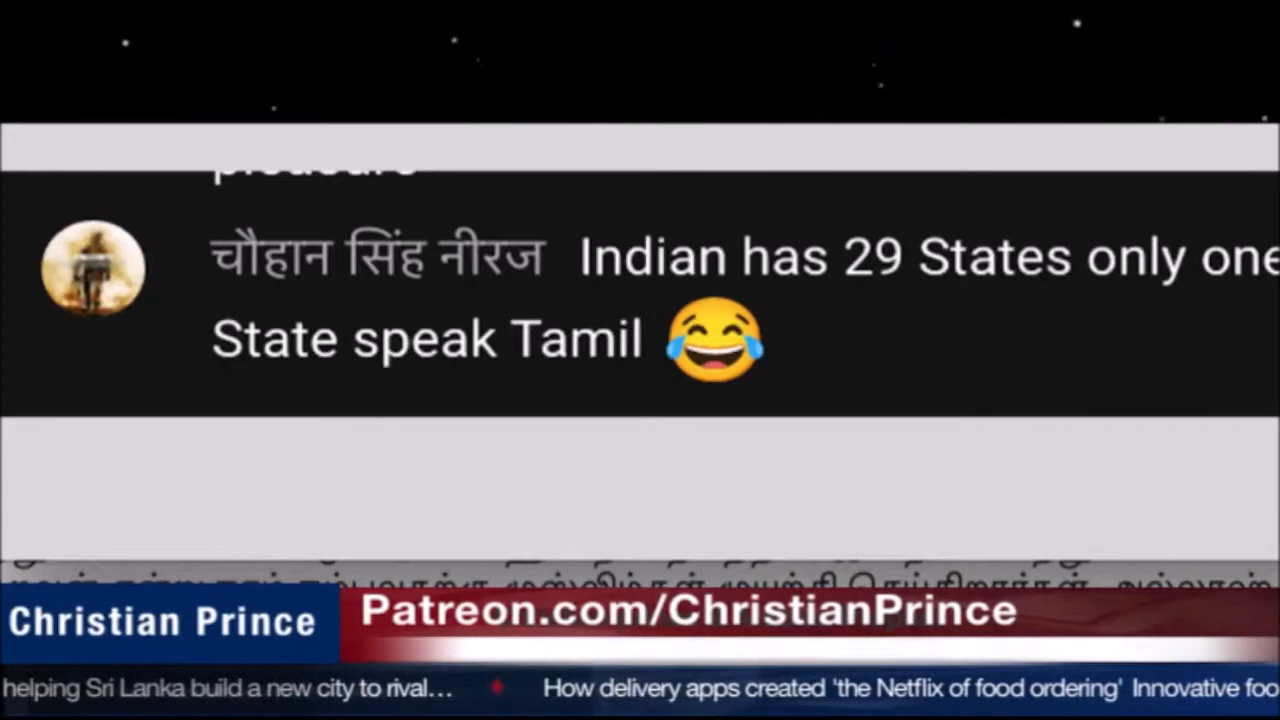 चौहान सिंह नीरज Indian has 29 States only one
State speak Tamil 😂
Christian Prince
Patreon.com/ChristianPrince
helping Sri Lanka build a new city to rival… ♦ How delivery apps created 'the Netflix of food ordering' Innovative foo